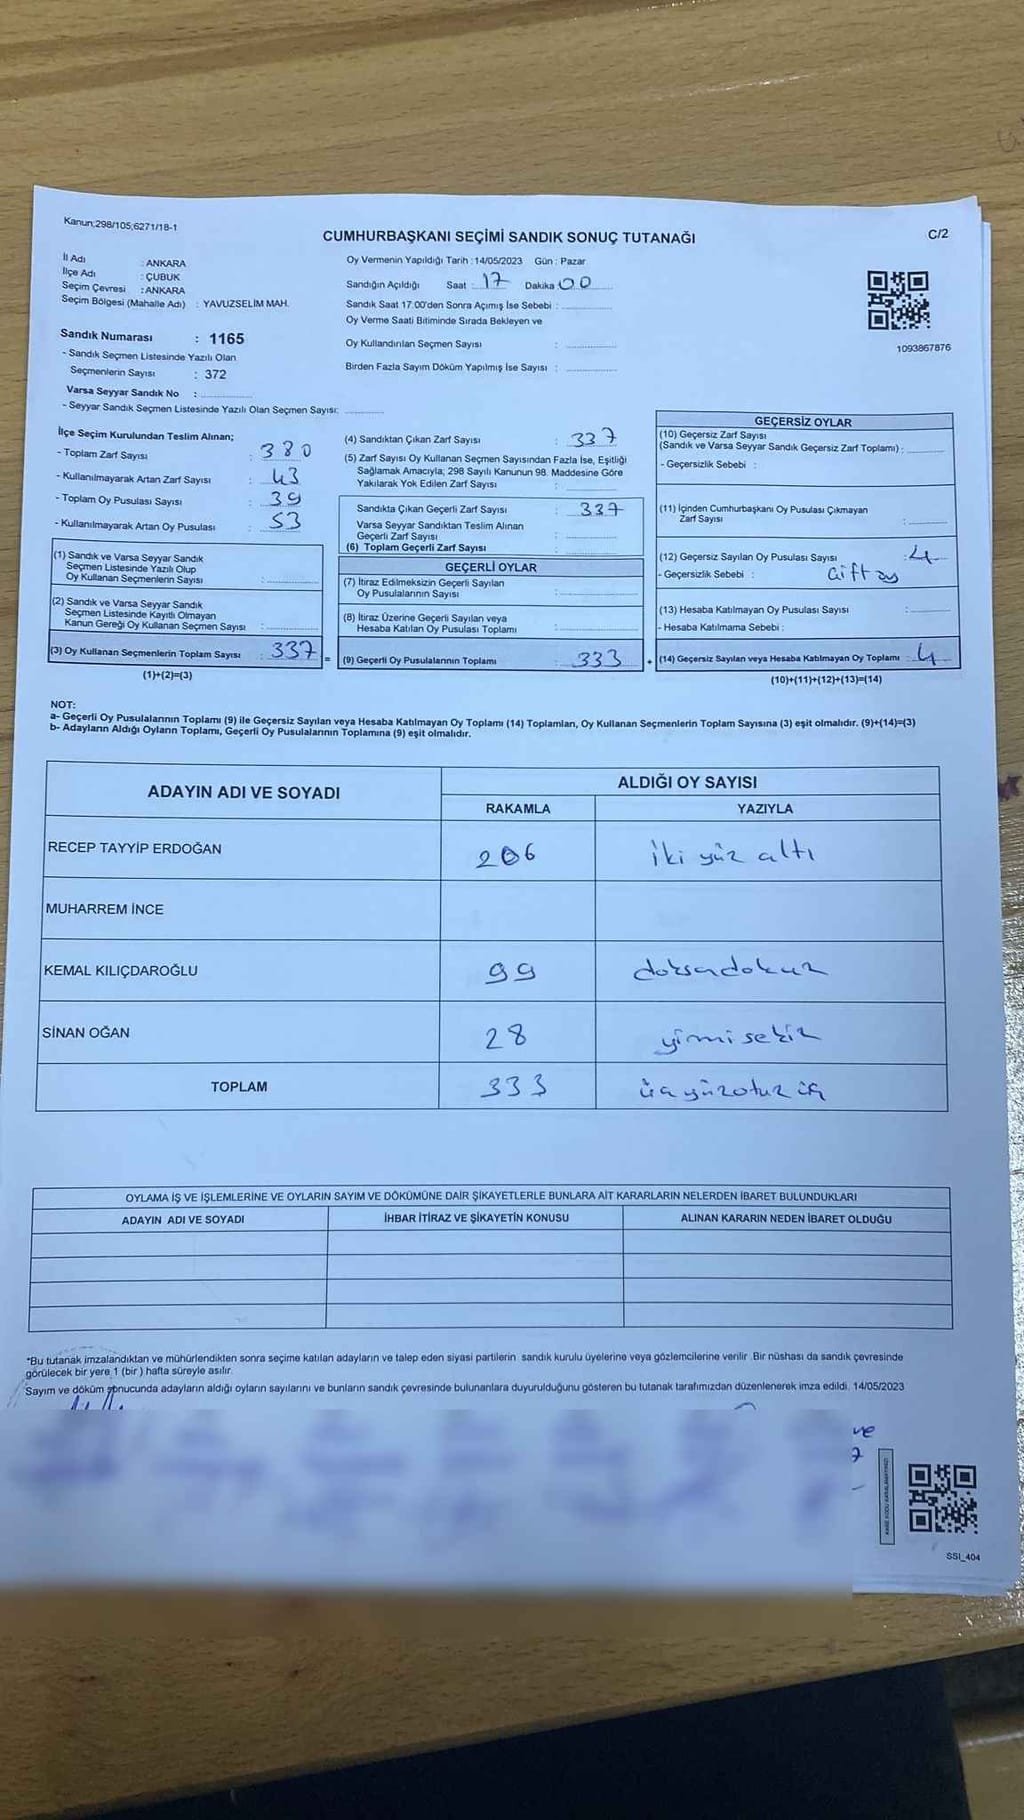 Kanun;298/105;6271/18-1
CUMHURBAŞKANI SEÇİMİ SANDIK SONUÇ TUTANAĞI
C/2
İl Adı : ANKARA
İlçe Adı : ÇUBUK
Seçim Çevresi : ANKARA
Seçim Bölgesi (Mahalle Adı) : YAVUZSELİM MAH.
Sandık Numarası : 1165
- Sandık Seçmen Listesinde Yazılı Olan
Seçmenlerin Sayısı : 372
Varsa Seyyar Sandık No :
- Seyyar Sandık Seçmen Listesinde Yazılı Olan Seçmen Sayısı:
Oy Vermenin Yapıldığı Tarih : 14/05/2023 Gün : Pazar
Sandığın Açıldığı Saat : 17 Dakika 00
Sandık Saat 17.00'den Sonra Açımış İse Sebebi :
Oy Verme Saati Bitiminde Sırada Bekleyen ve
Oy Kullandırılan Seçmen Sayısı :
Birden Fazla Sayım Döküm Yapılmış İse Sayısı :
1093867876
İlçe Seçim Kurulundan Teslim Alınan;
- Toplam Zarf Sayısı : 380
- Kullanılmayarak Artan Zarf Sayısı : 43
- Toplam Oy Pusulası Sayısı : 39
- Kullanılmayarak Artan Oy Pusulası : 53
(1) Sandık ve Varsa Seyyar Sandık
Seçmen Listesinde Yazılı Olup
Oy Kullanan Seçmenlerin Sayısı :
(2) Sandık ve Varsa Seyyar Sandık
Seçmen Listesinde Kayıtlı Olmayan
Kanun Gereği Oy Kullanan Seçmen Sayısı :
(3) Oy Kullanan Seçmenlerin Toplam Sayısı : 337 =
(1)+(2)=(3)
(4) Sandıktan Çıkan Zarf Sayısı : 337
(5) Zarf Sayısı Oy Kullanan Seçmen Sayısından Fazla İse, Eşitliği
Sağlamak Amacıyla; 298 Sayılı Kanunun 98. Maddesine Göre
Yakılarak Yok Edilen Zarf Sayısı :
Sandıkta Çıkan Geçerli Zarf Sayısı : 337
Varsa Seyyar Sandıktan Teslim Alınan
Geçerli Zarf Sayısı :
(6) Toplam Geçerli Zarf Sayısı :
GEÇERLİ OYLAR
(7) İtiraz Edilmeksizin Geçerli Sayılan
Oy Pusulalarının Sayısı :
(8) İtiraz Üzerine Geçerli Sayılan veya
Hesaba Katılan Oy Pusulası Toplamı :
(9) Geçerli Oy Pusulalarının Toplamı : 333 +
GEÇERSİZ OYLAR
(10) Geçersiz Zarf Sayısı
(Sandık ve Varsa Seyyar Sandık Geçersiz Zarf Toplamı) :
- Geçersizlik Sebebi :
(11) İçinden Cumhurbaşkanı Oy Pusulası Çıkmayan
Zarf Sayısı :
(12) Geçersiz Sayılan Oy Pusulası Sayısı : 4
- Geçersizlik Sebebi : Çift oy
(13) Hesaba Katılmayan Oy Pusulası Sayısı :
- Hesaba Katılmama Sebebi :
(14) Geçersiz Sayılan veya Hesaba Katılmayan Oy Toplamı : 4
(10)+(11)+(12)+(13)=(14)
NOT:
a- Geçerli Oy Pusulalarının Toplamı (9) ile Geçersiz Sayılan veya Hesaba Katılmayan Oy Toplamı (14) Toplamları, Oy Kullanan Seçmenlerin Toplam Sayısına (3) eşit olmalıdır. (9)+(14)=(3)
b- Adayların Aldığı Oyların Toplamı, Geçerli Oy Pusulalarının Toplamına (9) eşit olmalıdır.
ADAYIN ADI VE SOYADI
ALDIĞI OY SAYISI
RAKAMLA YAZIYLA
RECEP TAYYİP ERDOĞAN 206 iki yüz altı
MUHARREM İNCE
KEMAL KILIÇDAROĞLU 99 doksandokuz
SİNAN OĞAN 28 yirmi sekiz
TOPLAM 333 üç yüz otuz üç
OYLAMA İŞ VE İŞLEMLERİNE VE OYLARIN SAYIM VE DÖKÜMÜNE DAİR ŞİKAYETLERLE BUNLARA AİT KARARLARIN NELERDEN İBARET BULUNDUKLARI
ADAYIN ADI VE SOYADI İHBAR İTİRAZ VE ŞİKAYETİN KONUSU ALINAN KARARIN NEDEN İBARET OLDUĞU
*Bu tutanak imzalandıktan ve mühürlendikten sonra seçime katılan adayların ve talep eden siyasi partilerin sandık kurulu üyelerine veya gözlemcilerine verilir. Bir nüshası da sandık çevresinde
görülecek bir yere 1 (bir) hafta süreyle asılır.
Sayım ve döküm sonucunda adayların aldığı oyların sayılarını ve bunların sandık çevresinde bulunanlara duyurulduğunu gösteren bu tutanak tarafımızdan düzenlenerek imza edildi. 14/05/2023
ve
SSI_404